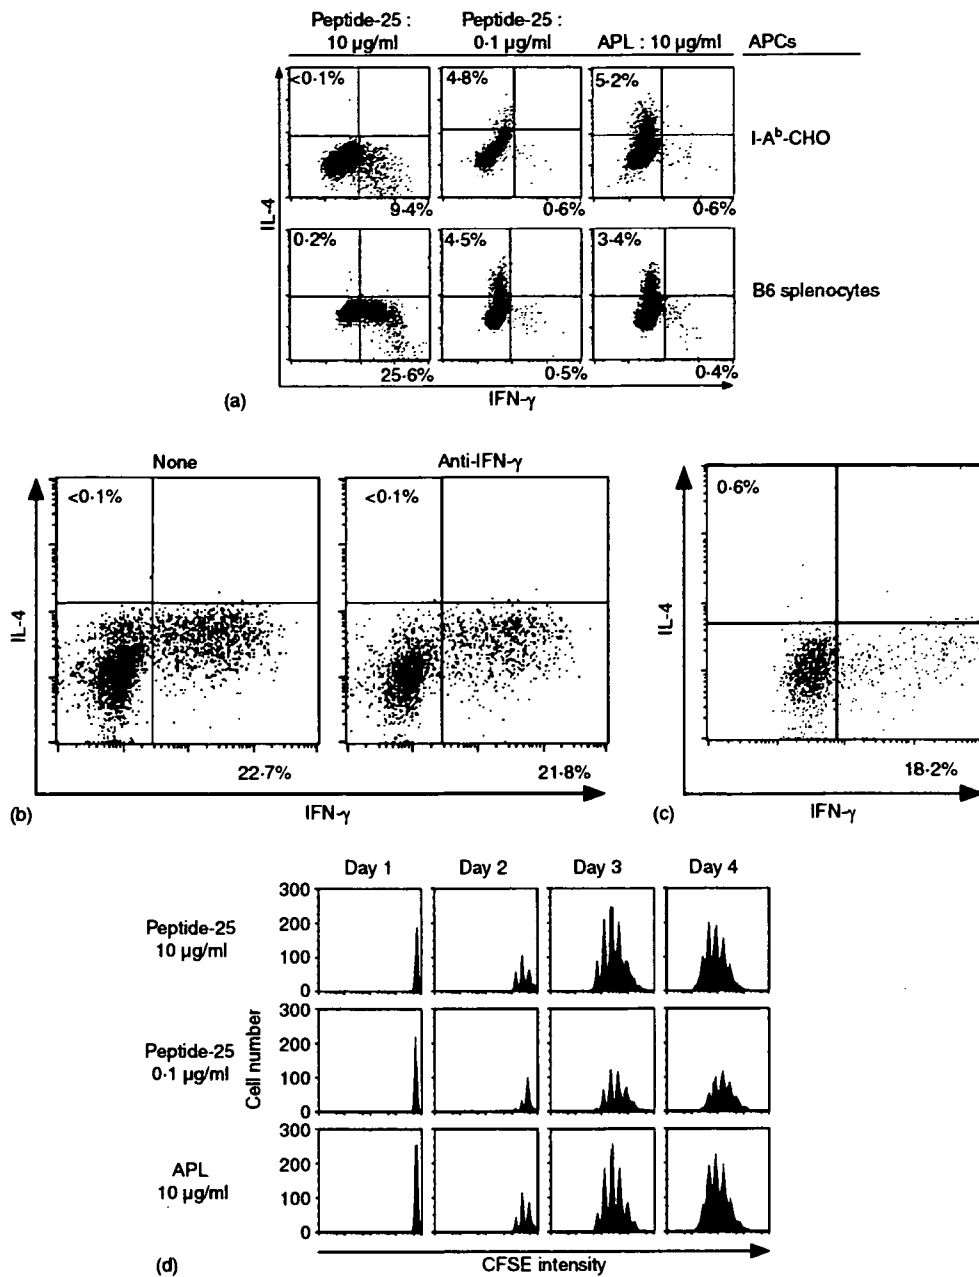 Peptide-25 : 10 µg/ml
Peptide-25 : 0·1 µg/ml
APL : 10 µg/ml
APCs
<0·1%
4·8%
5·2%
I-Aᵇ-CHO
9·4%
0·6%
0·6%
IL-4
0·2%
4·5%
3·4%
B6 splenocytes
25·6%
0·5%
0·4%
(a)
IFN-γ
None
Anti-IFN-γ
<0·1%
<0·1%
0·6%
IL-4
IL-4
22·7%
21·8%
18·2%
(b)
IFN-γ
(c)
IFN-γ
Day 1
Day 2
Day 3
Day 4
Peptide-25
10 µg/ml
300
200
100
0
Peptide-25
0·1 µg/ml
300
200
100
0
Cell number
APL
10 µg/ml
300
200
100
0
(d)
CFSE intensity